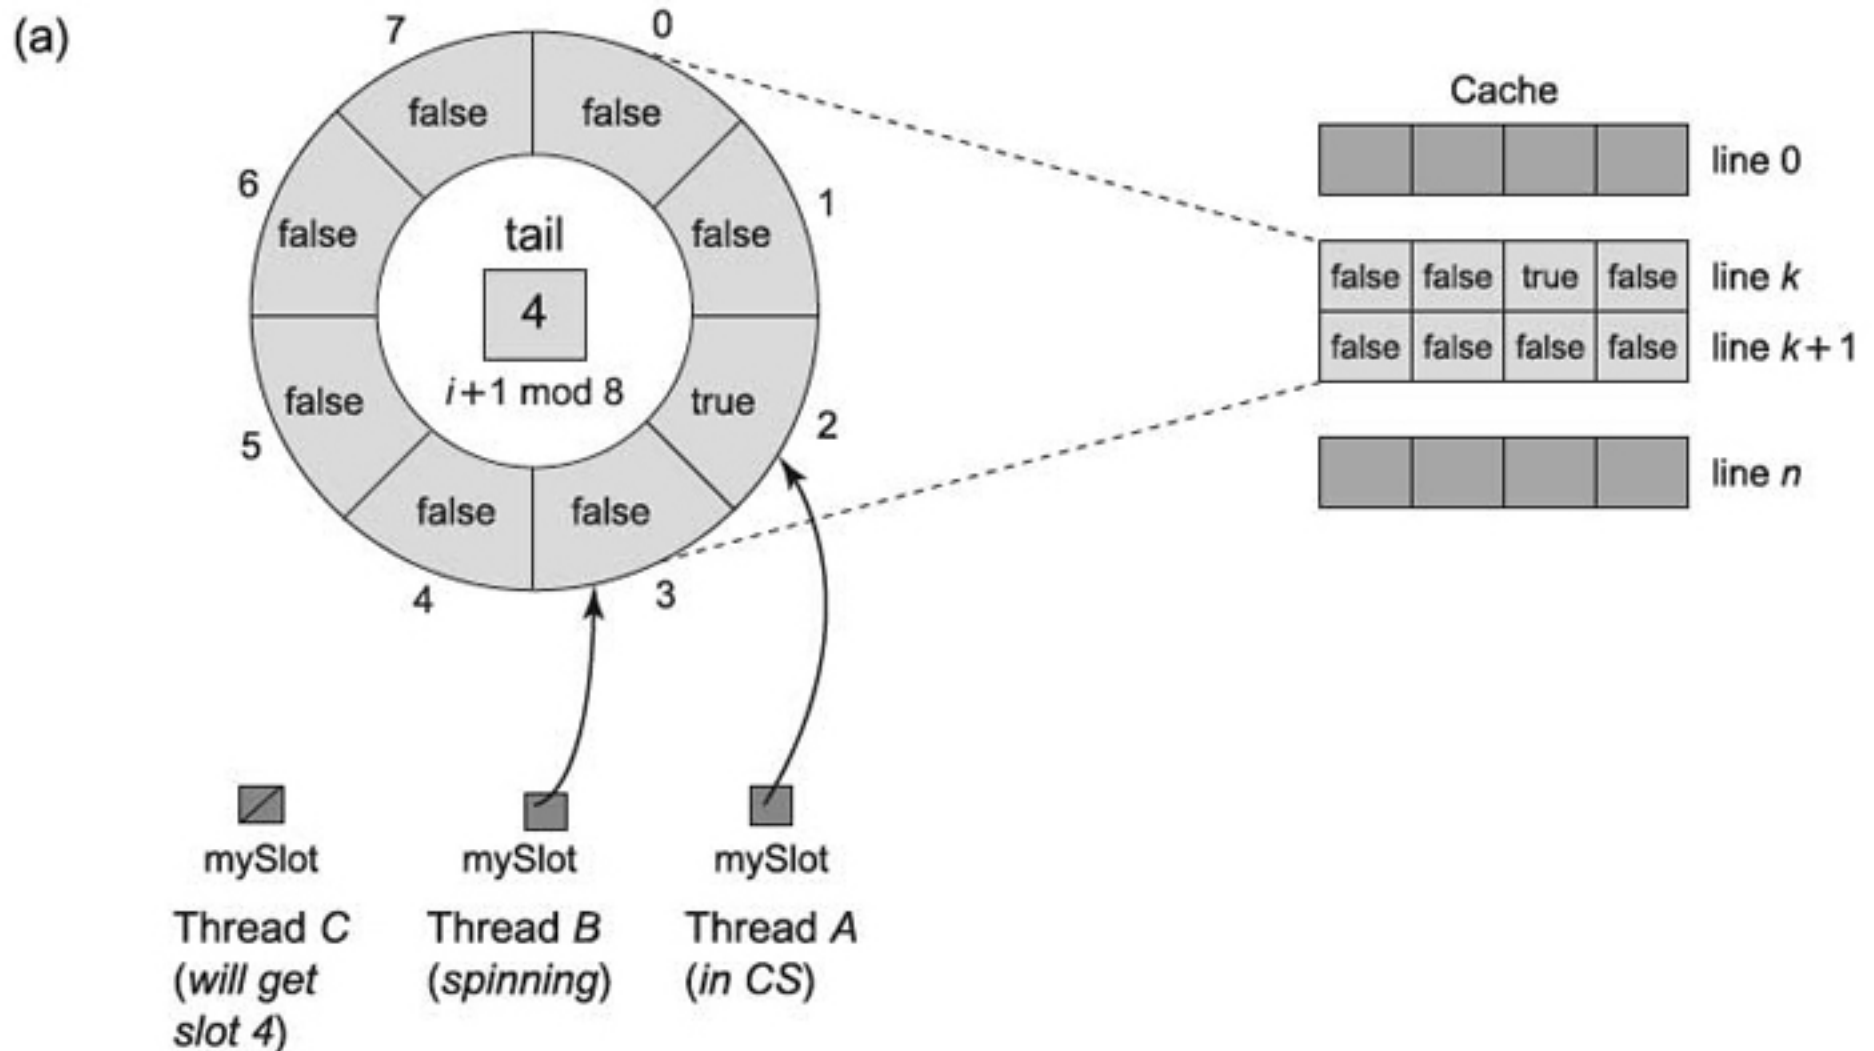 (a)
7
0
false
false
6
1
false
false
tail
4
i+1 mod 8
false
true
5
2
false
false
4
3
Cache
line 0
false false true false line k
false false false false line k+1
line n
mySlot
mySlot
mySlot
Thread C
(will get
slot 4)
Thread B
(spinning)
Thread A
(in CS)